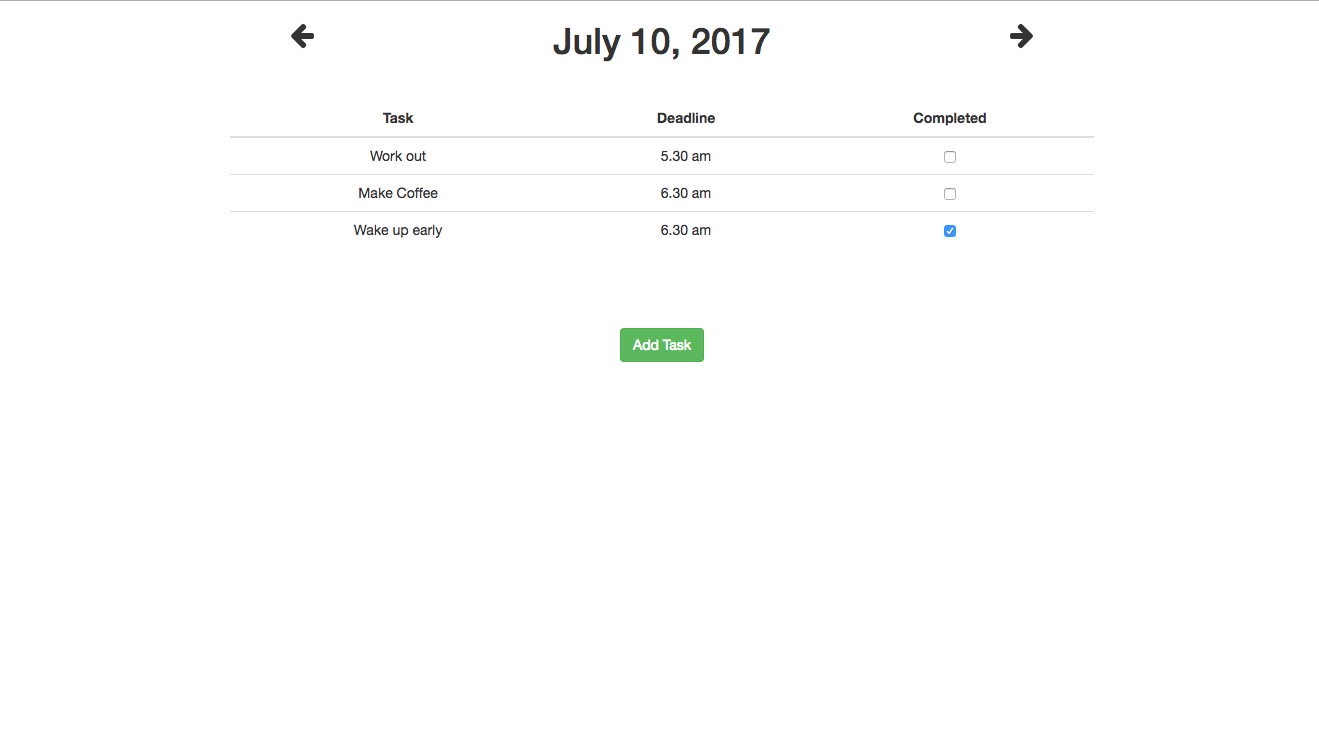 July 10, 2017
Task Deadline Completed
Work out 5.30 am
Make Coffee 6.30 am
Wake up early 6.30 am
Add Task